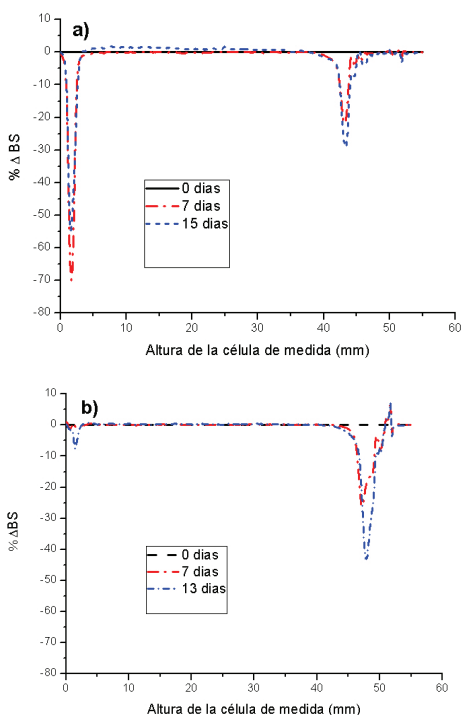 a)
10
0
-10
-20
-30
-40
-50
-60
-70
-80
% Δ BS
0 dias
7 dias
15 dias
0 10 20 30 40 50 60
Altura de la célula de medida (mm)
b)
10
0
-10
-20
-30
-40
-50
-60
-70
-80
% ΔBS
0 dias
7 dias
13 dias
0 10 20 30 40 50 60
Altura de la célula de medida (mm)